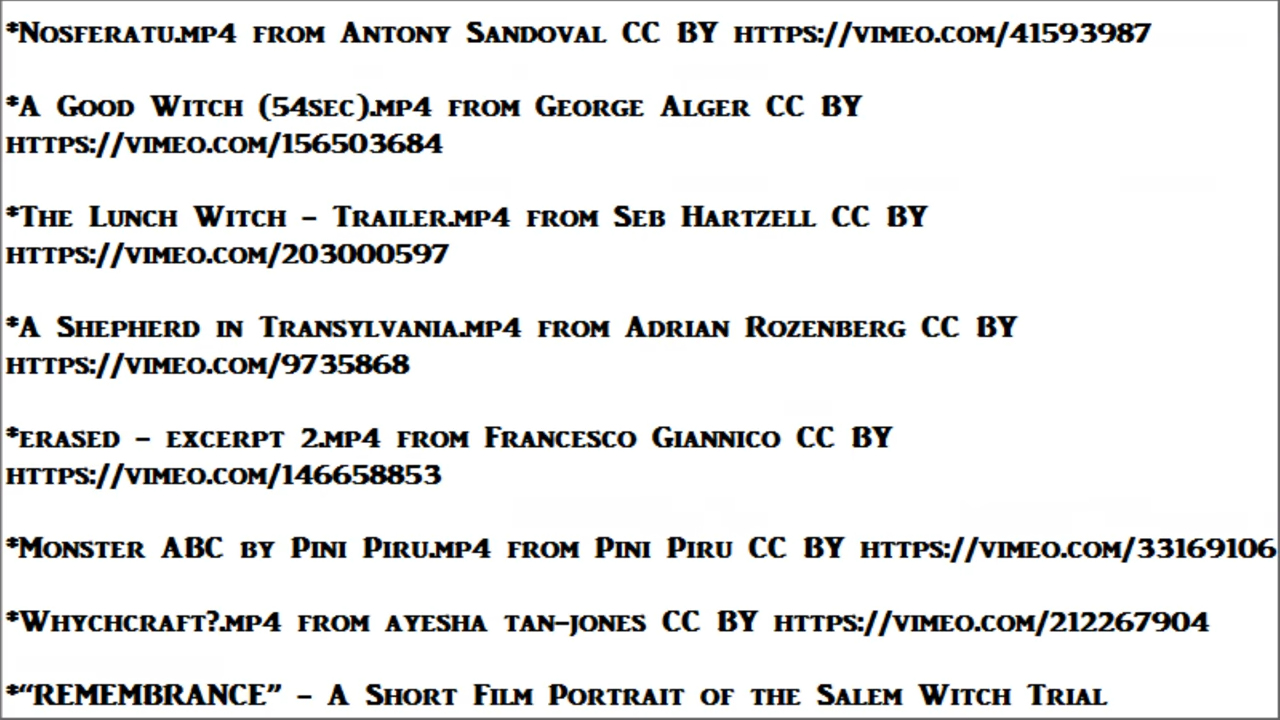 *Nosferatu.mp4 from Antony Sandoval CC BY https://vimeo.com/41593987
*A Good Witch (54sec).mp4 from George Alger CC BY
https://vimeo.com/156503684
*The Lunch Witch - Trailer.mp4 from Seb Hartzell CC BY
https://vimeo.com/203000597
*A Shepherd in Transylvania.mp4 from Adrian Rozenberg CC BY
https://vimeo.com/9735868
*erased - excerpt 2.mp4 from Francesco Giannico CC BY
https://vimeo.com/146658853
*Monster ABC by Pini Piru.mp4 from Pini Piru CC BY https://vimeo.com/33169106
*Whychcraft?.mp4 from ayesha tan-jones CC BY https://vimeo.com/212267904
*“REMEMBRANCE” - A Short Film Portrait of the Salem Witch Trial